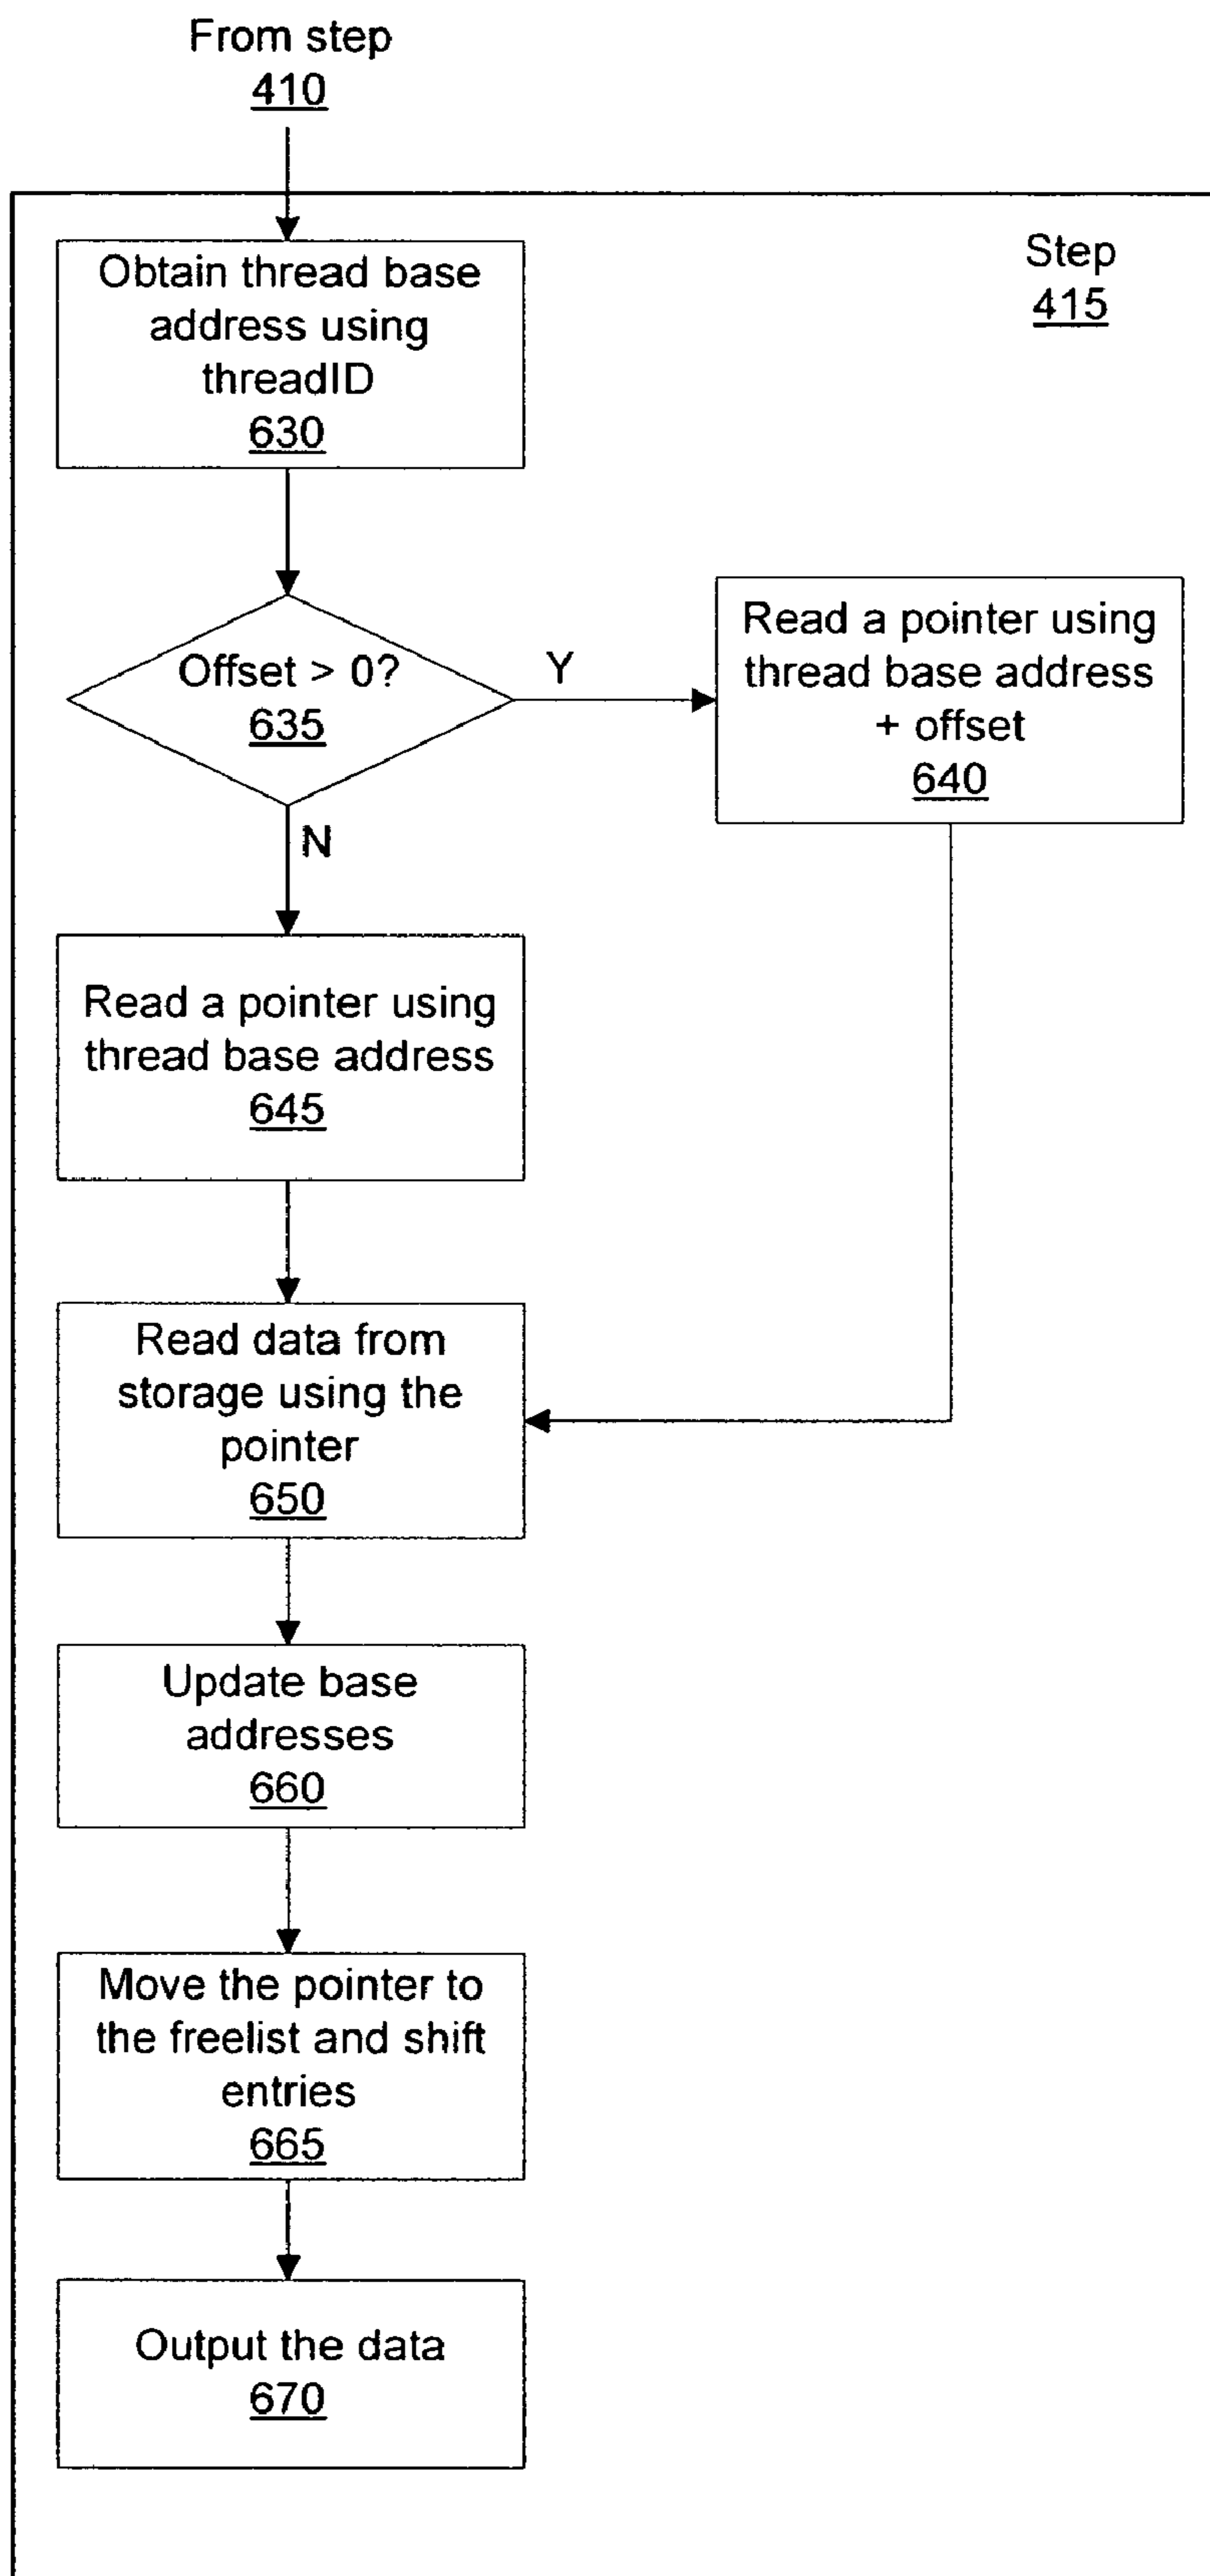 From step
410
Step
415
Obtain thread base
address using
threadID
630
Offset > 0?
635
Y
Read a pointer using
thread base address
+ offset
640
N
Read a pointer using
thread base address
645
Read data from
storage using the
pointer
650
Update base
addresses
660
Move the pointer to
the freelist and shift
entries
665
Output the data
670